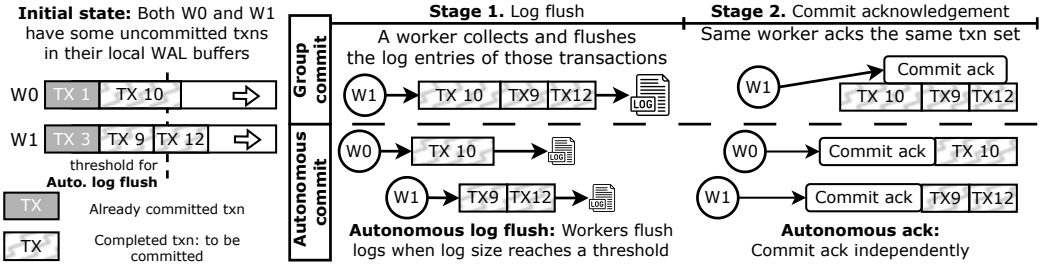 Initial state: Both W0 and W1
have some uncommitted txns
in their local WAL buffers
W0
TX 1
TX 10
W1
TX 3
TX 9
TX 12
threshold for
Auto. log flush
TX
Already committed txn
TX
Completed txn: to be
committed
Group
commit
Autonomous
commit
Stage 1. Log flush
A worker collects and flushes
the log entries of those transactions
W1
TX 10
TX9
TX12
LOG
W0
TX 10
LOG
W1
TX9
TX12
LOG
Autonomous log flush: Workers flush
logs when log size reaches a threshold
Stage 2. Commit acknowledgement
Same worker acks the same txn set
W1
Commit ack
TX 10
TX9
TX12
W0
Commit ack
TX 10
W1
Commit ack
TX9
TX12
Autonomous ack:
Commit ack independently